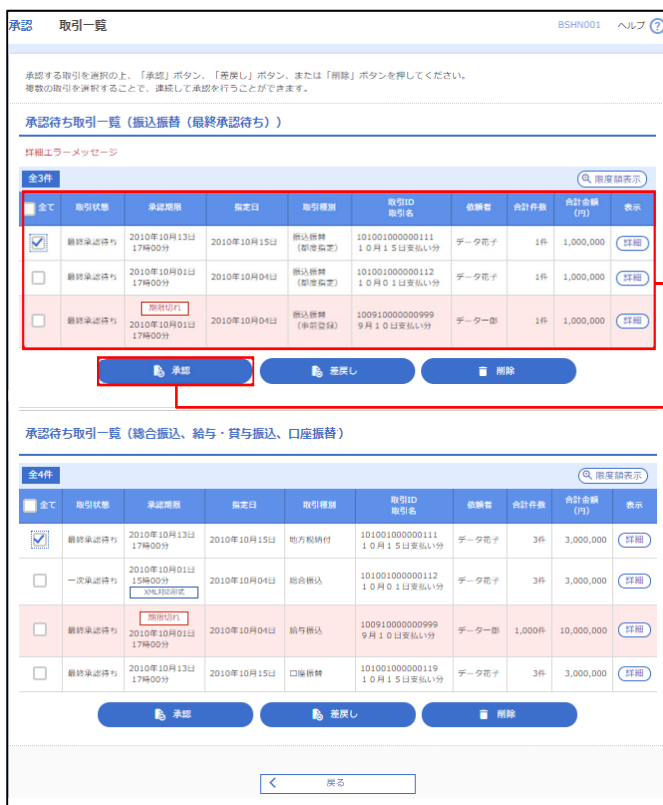 承認 取引一覧 BSHN001 ヘルプ ?
承認する取引を選択の上、「承認」ボタン、「差戻し」ボタン、または「削除」ボタンを押してください。
複数の取引を選択することで、連続して承認を行うことができます。
承認待ち取引一覧（振込振替（最終承認待ち））
詳細エラーメッセージ
全3件 限度額表示
全て 取引状態 承認期限 指定日 取引種別 取引ID 依頼者 合計件数 合計金額 表示
取引名 (円)
最終承認待ち 2010年10月13日 2010年10月15日 振込振替 101001000000111 データ花子 1件 1,000,000 詳細
17時00分 （都度指定） １０月１５日支払い分
最終承認待ち 2010年10月01日 2010年10月04日 振込振替 101001000000112 データ花子 1件 1,000,000 詳細
17時00分 （都度指定） １０月０１日支払い分
期限切れ
最終承認待ち 2010年10月01日 2010年10月04日 振込振替 100910000000999 データ一郎 1件 1,000,000 詳細
17時00分 （事前登録） ９月１０日支払い分
承認 差戻し 削除
承認待ち取引一覧（総合振込、給与・賞与振込、口座振替）
全4件 限度額表示
全て 取引状態 承認期限 指定日 取引種別 取引ID 依頼者 合計件数 合計金額 表示
取引名 (円)
最終承認待ち 2010年10月13日 2010年10月15日 地方税納付 101001000000111 データ花子 3件 3,000,000 詳細
17時00分 １０月１５日支払い分
一次承認待ち 2010年10月01日 2010年10月04日 総合振込 101001000000112 データ花子 3件 3,000,000 詳細
15時00分 １０月０１日支払い分
XML対応形式
期限切れ
最終承認待ち 2010年10月01日 2010年10月04日 給与振込 100910000000999 データ一郎 1,000件 10,000,000 詳細
17時00分 ９月１０日支払い分
最終承認待ち 2010年10月13日 2010年10月15日 口座振替 101001000000119 データ花子 3件 3,000,000 詳細
17時00分 １０月１５日支払い分
承認 差戻し 削除
戻る